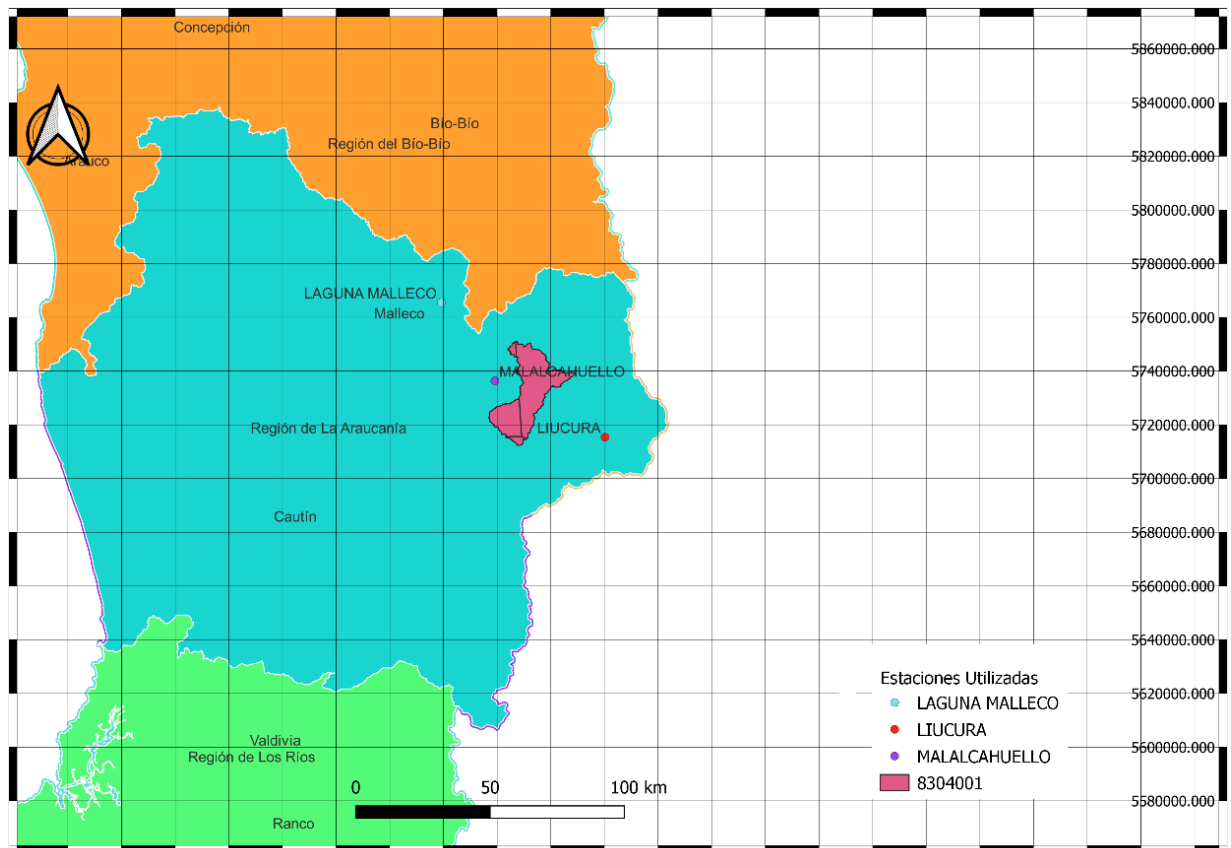 Concepción
5860000.000
5840000.000
Bío-Bío
Región del Bío-Bío
Arauco
5820000.000
5800000.000
5780000.000
LAGUNA MALLECO
Malleco
5760000.000
MALALCAHUELLO
5740000.000
Región de La Araucanía
LIUCURA
5720000.000
5700000.000
Cautín
5680000.000
5660000.000
5640000.000
Estaciones Utilizadas
LAGUNA MALLECO
LIUCURA
MALALCAHUELLO
8304001
5620000.000
5600000.000
5580000.000
Valdivia
Región de Los Ríos
0 50 100 km
Ranco